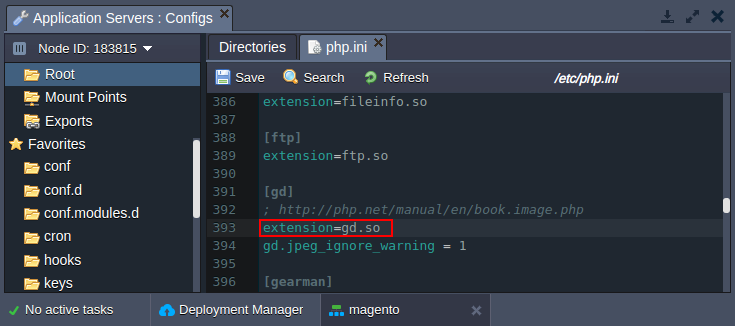 Application Servers : Configs
Node ID: 183815
Root
Mount Points
Exports
Favorites
conf
conf.d
conf.modules.d
cron
hooks
keys
Directories
php.ini
Save
Search
Refresh
/etc/php.ini
386 extension=fileinfo.so
387
388 [ftp]
389 extension=ftp.so
390
391 [gd]
392 ; http://php.net/manual/en/book.image.php
393 extension=gd.so
394 gd.jpeg_ignore_warning = 1
395
396 [gearman]
No active tasks
Deployment Manager
magento